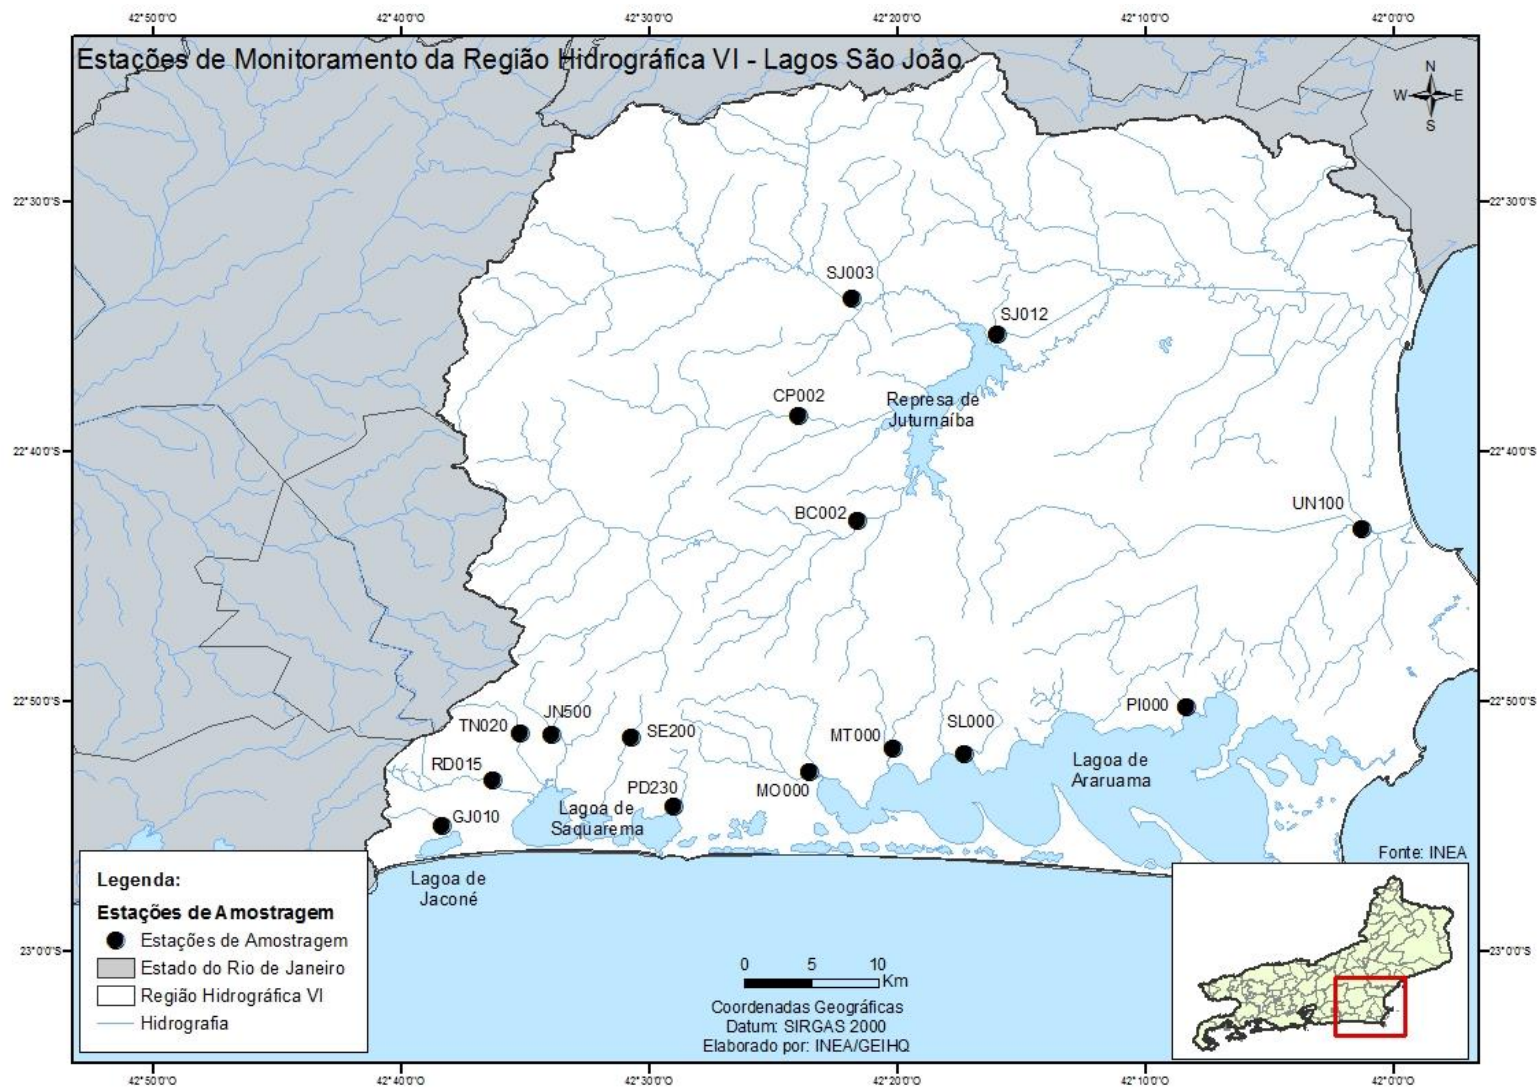 42°50'0"O 42°40'0"O 42°30'0"O 42°20'0"O 42°10'0"O 42°0'0"O
Estações de Monitoramento da Região Hidrográfica VI - Lagos São João
N
W E
S
22°30'0"S 22°30'0"S
SJ003
SJ012
CP002
Represa de
Juturnaíba
22°40'0"S 22°40'0"S
UN100
BC002
22°50'0"S 22°50'0"S
PI000
JN500
TN020
SL000
SE200
MT000
RD015
Lagoa de
Araruama
PD230
MO000
Lagoa de
Saquarema
GJ010
Fonte: INEA
Lagoa de
Jaconé
Legenda:
Estações de Amostragem
Estações de Amostragem
Estado do Rio de Janeiro
Região Hidrográfica VI
Hidrografia
23°0'0"S 23°0'0"S
0 5 10
Km
Coordenadas Geográficas
Datum: SIRGAS 2000
Elaborado por: INEA/GEIHQ
42°50'0"O 42°40'0"O 42°30'0"O 42°20'0"O 42°10'0"O 42°0'0"O